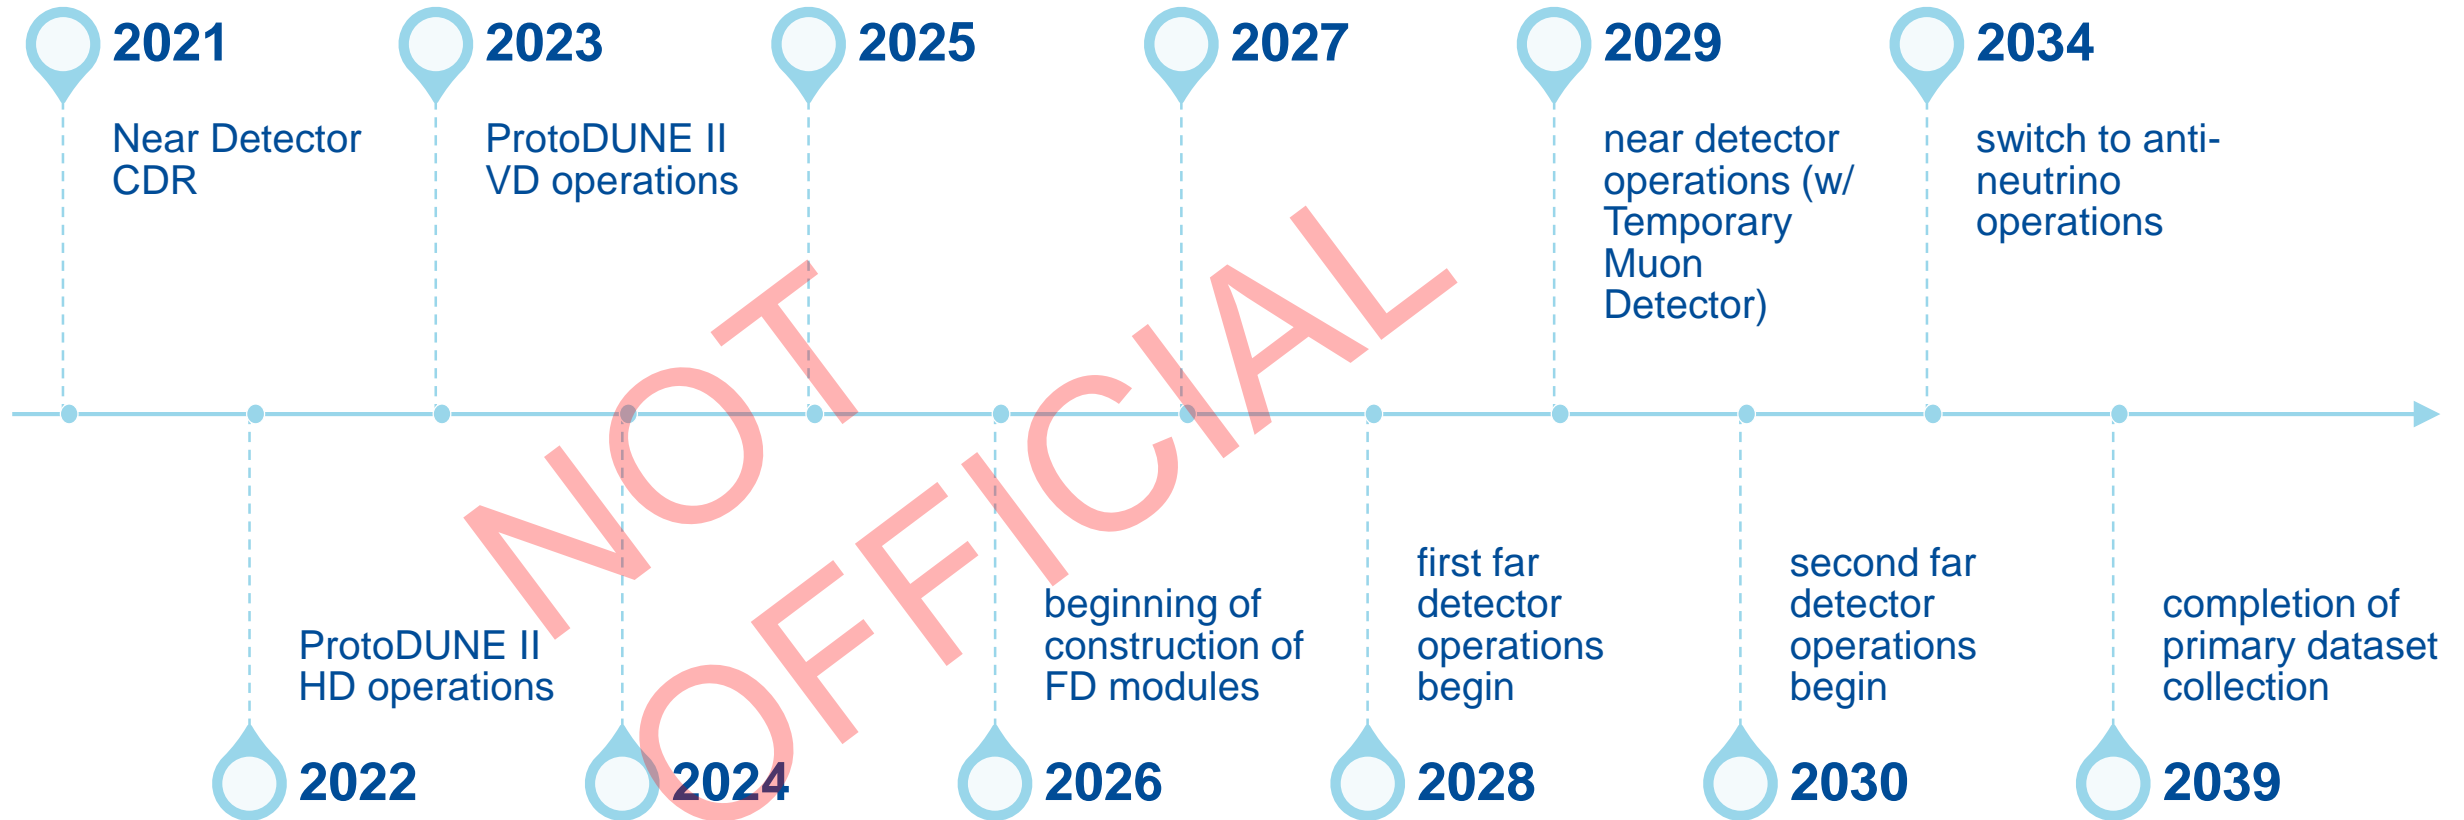 2021
Near Detector
CDR
2023
ProtoDUNE II
VD operations
2025
2027
2029
near detector
operations (w/
Temporary
Muon
Detector)
2034
switch to anti-
neutrino
operations
NOT
OFFICIAL
ProtoDUNE II
HD operations
2022
2024
beginning of
construction of
FD modules
2026
first far
detector
operations
begin
2028
second far
detector
operations
begin
2030
completion of
primary dataset
collection
2039